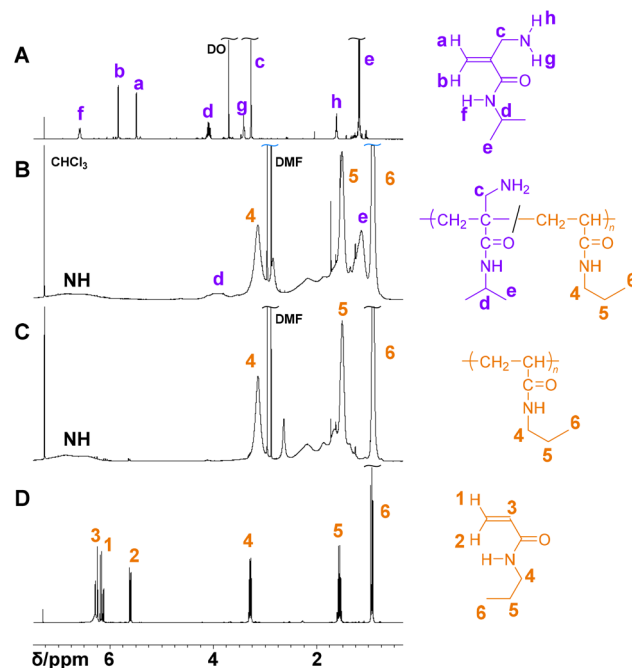 A
DO
b
a
f
d
g
c
e
h
h
H
c
N
a
H
H
g
b
H
O
H
N
f
d
e
B
CHCl3
DMF
5
6
4
e
NH
d
c
NH2
(CH2
C
/
CH2
CH)n
O
O
NH
NH
d
e
4
5
6
C
DMF
5
6
4
NH
(CH2
CH)n
O
NH
4
5
6
D
3
1
2
4
5
6
1
H
3
2
H
O
H
N
4
6
5
6
4
2
δ/ppm